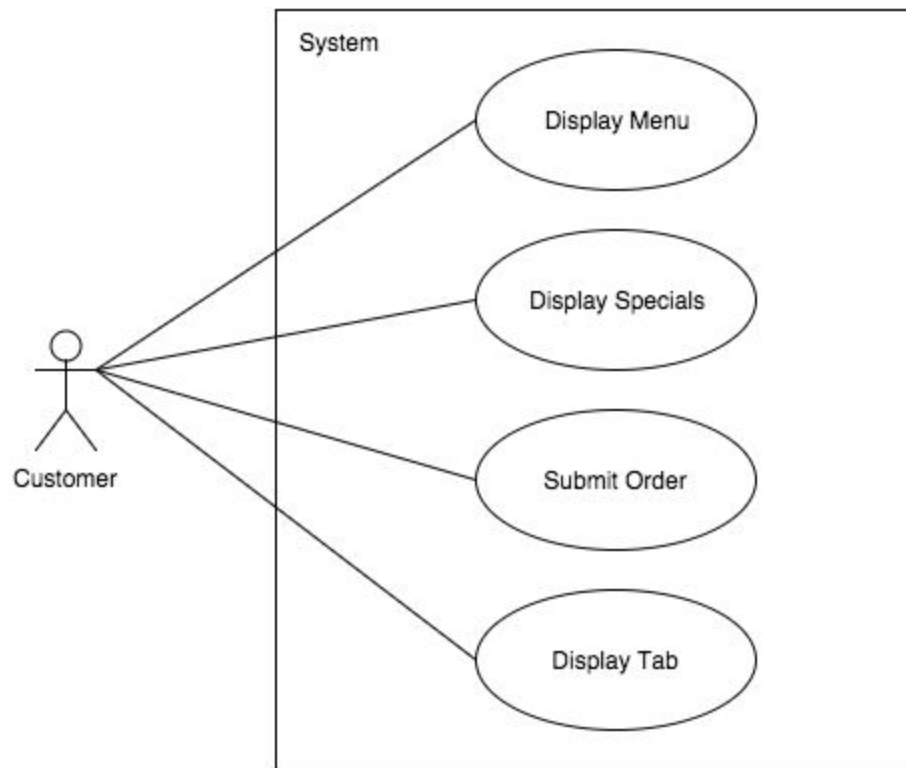 System
Display Menu
Display Specials
Customer
Submit Order
Display Tab